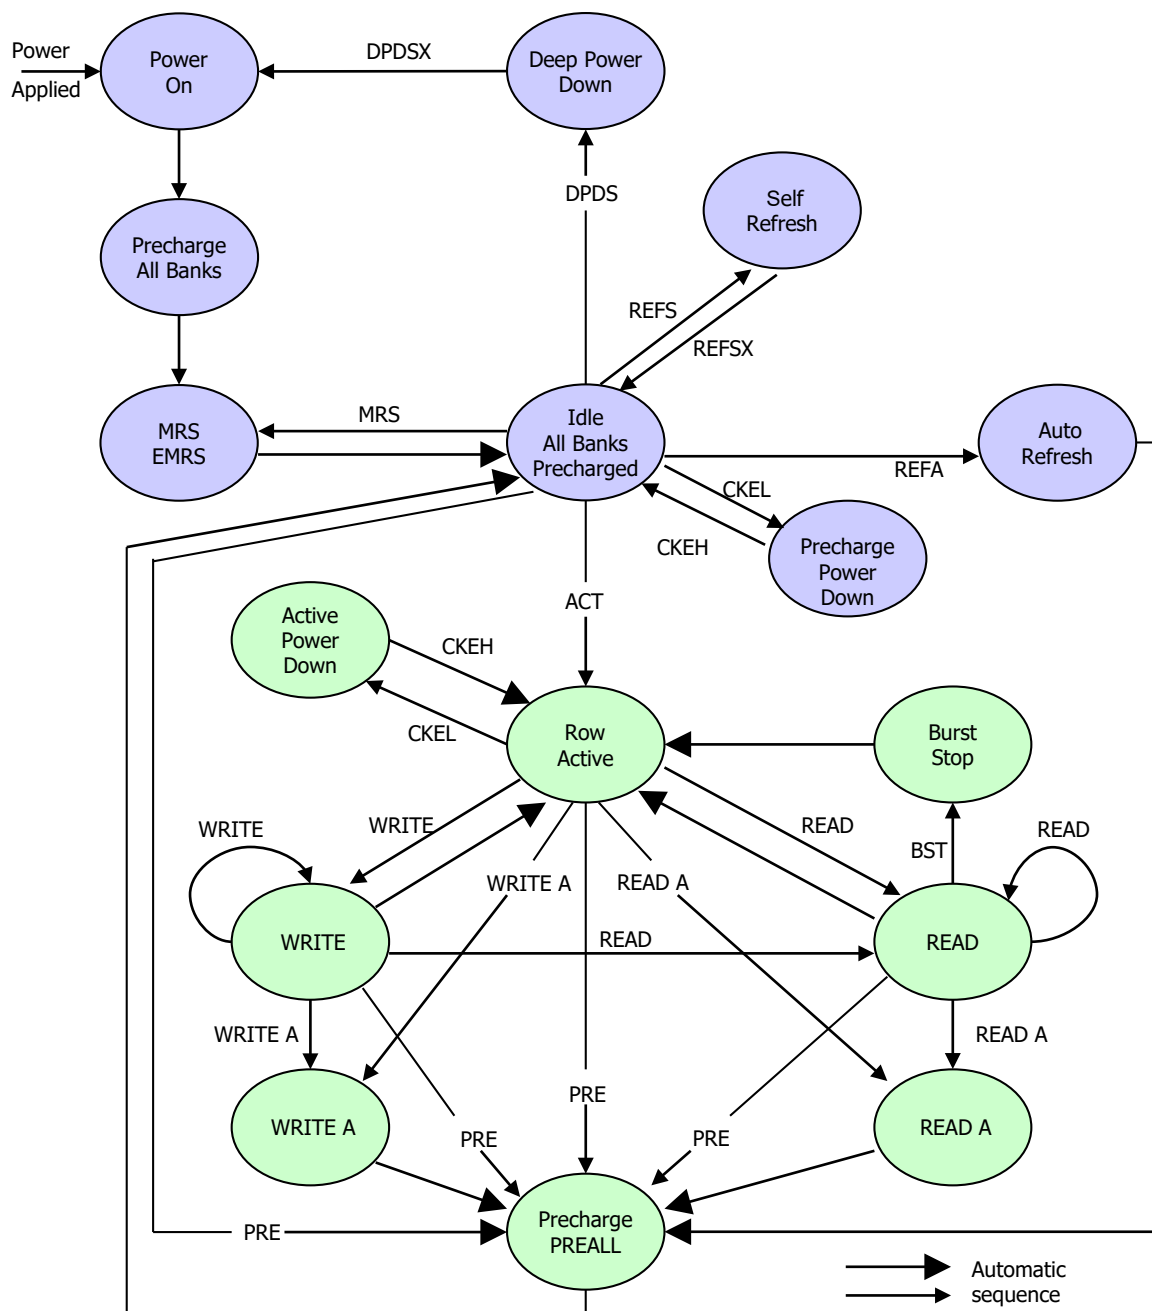 Power
Applied
Power
On
DPDSX
Deep Power
Down
DPDS
Self
Refresh
Precharge
All Banks
REFS
REFSX
MRS
EMRS
MRS
Idle
All Banks
Precharged
Auto
Refresh
REFA
CKEL
CKEH
Precharge
Power
Down
ACT
Active
Power
Down
CKEH
CKEL
Row
Active
Burst
Stop
WRITE
WRITE
READ
BST
READ
WRITE A
READ A
WRITE
READ
READ
WRITE A
READ A
WRITE A
PRE
READ A
PRE
PRE
Precharge
PREALL
PRE
Automatic
sequence